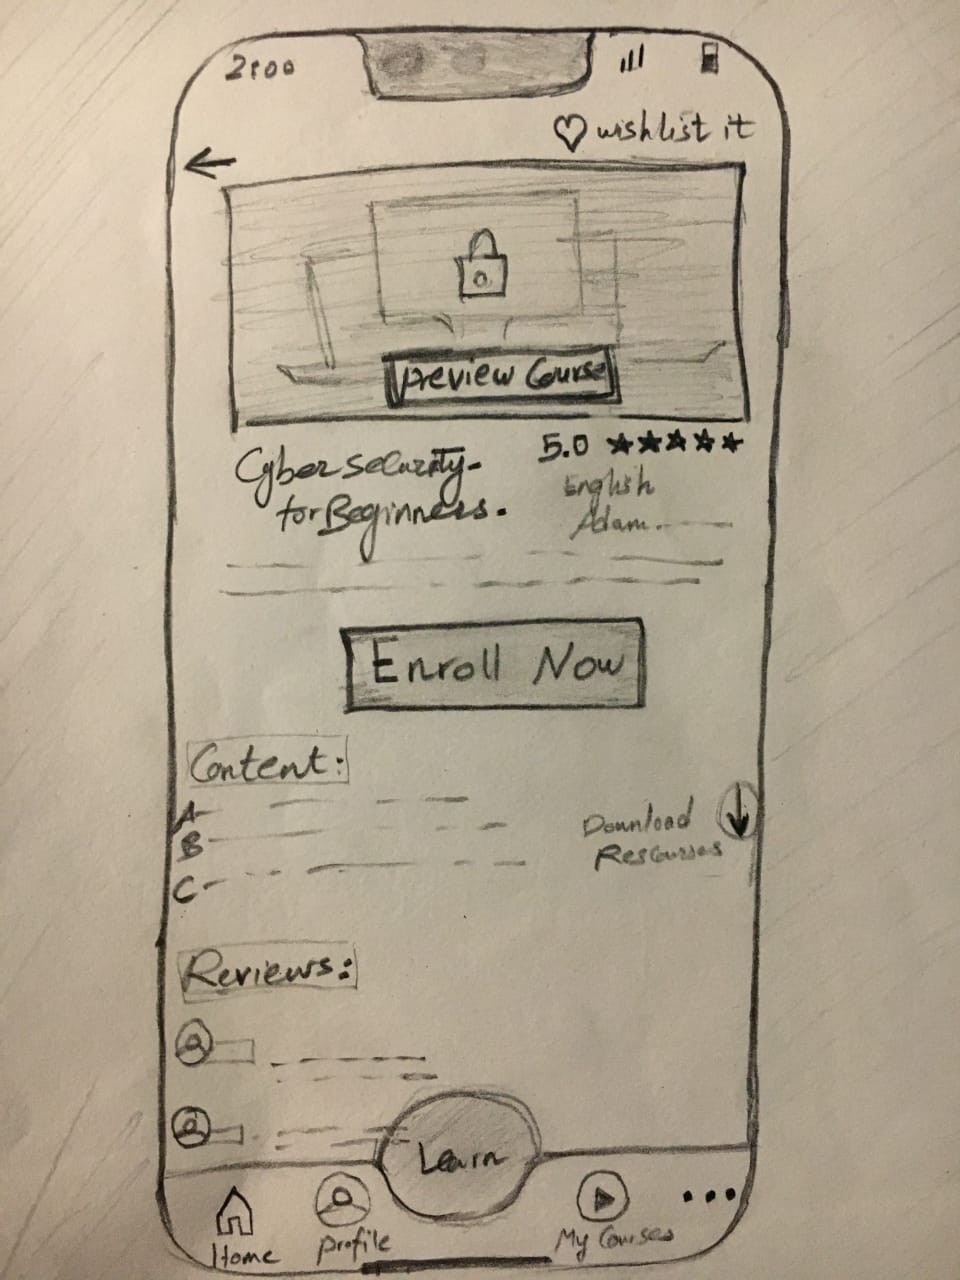 2:00
wishlist it
preview Course
Cyber security
for Beginners.
5.0
English
Adam.
Enroll Now
Content:
A
B
C
Download
Rescourses
Reviews:
Learn
Home
profile
My Courses